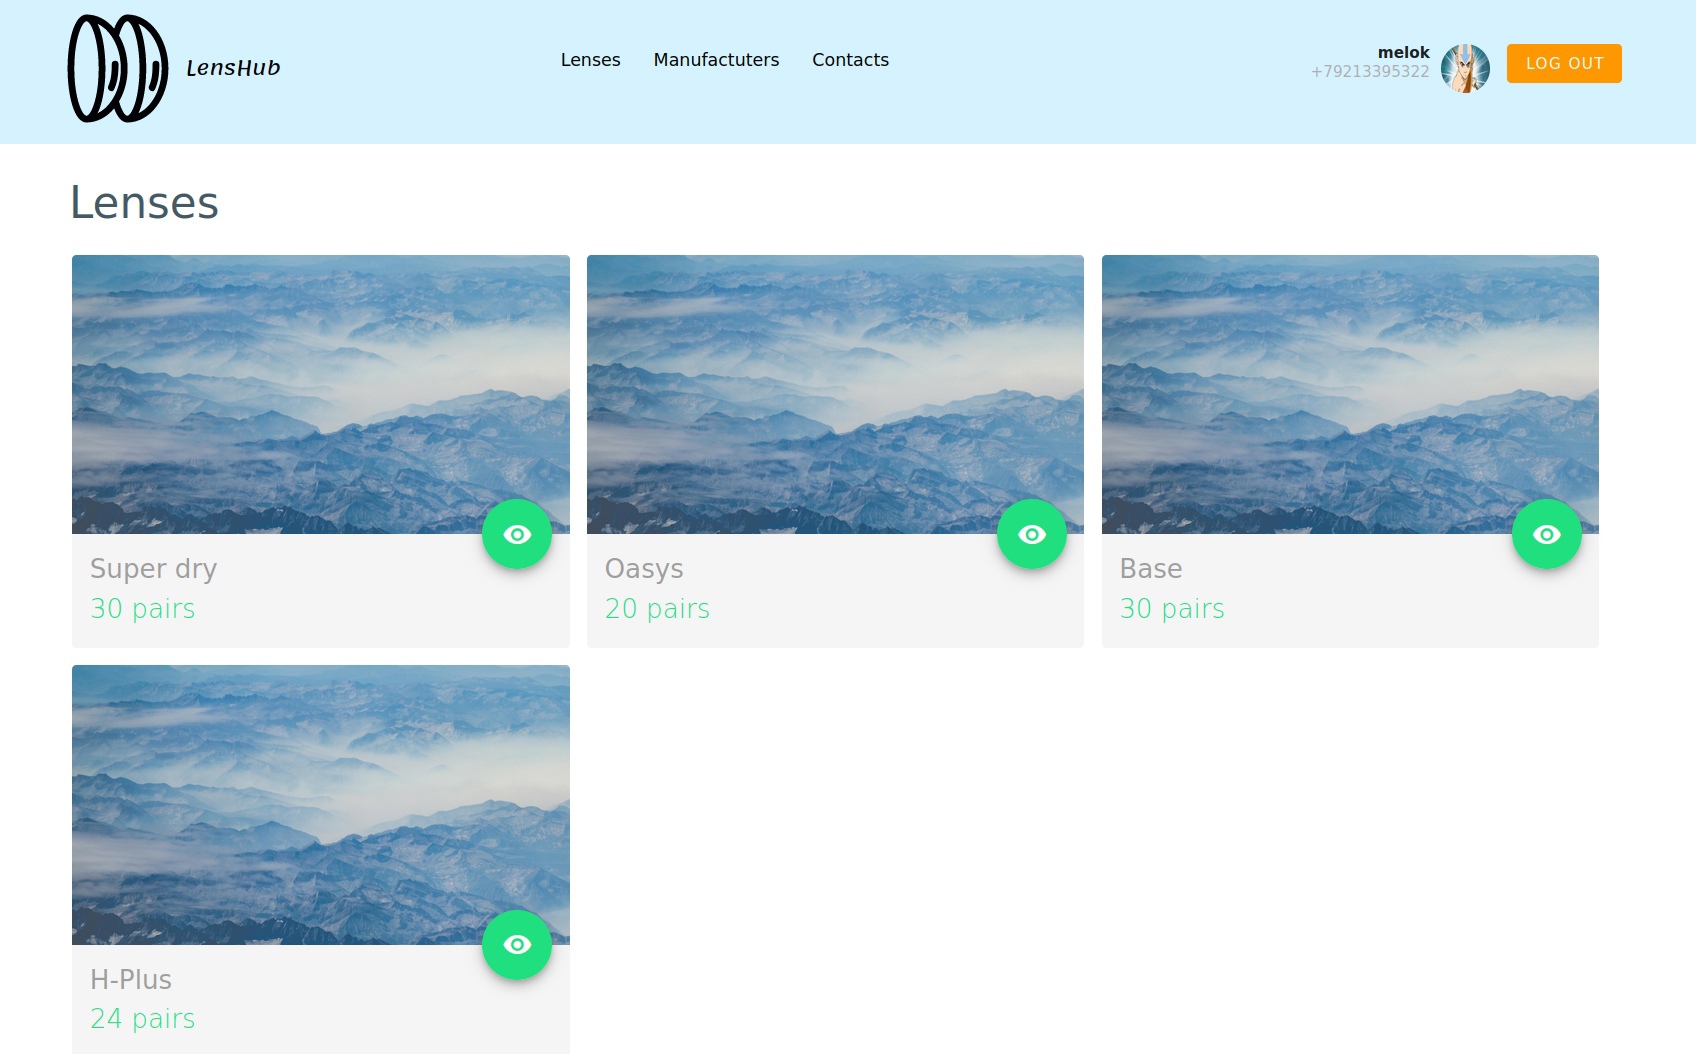 LensHub
Lenses Manufactuters Contacts
melok
+79213395322
LOG OUT
Lenses
Super dry
30 pairs
Oasys
20 pairs
Base
30 pairs
H-Plus
24 pairs